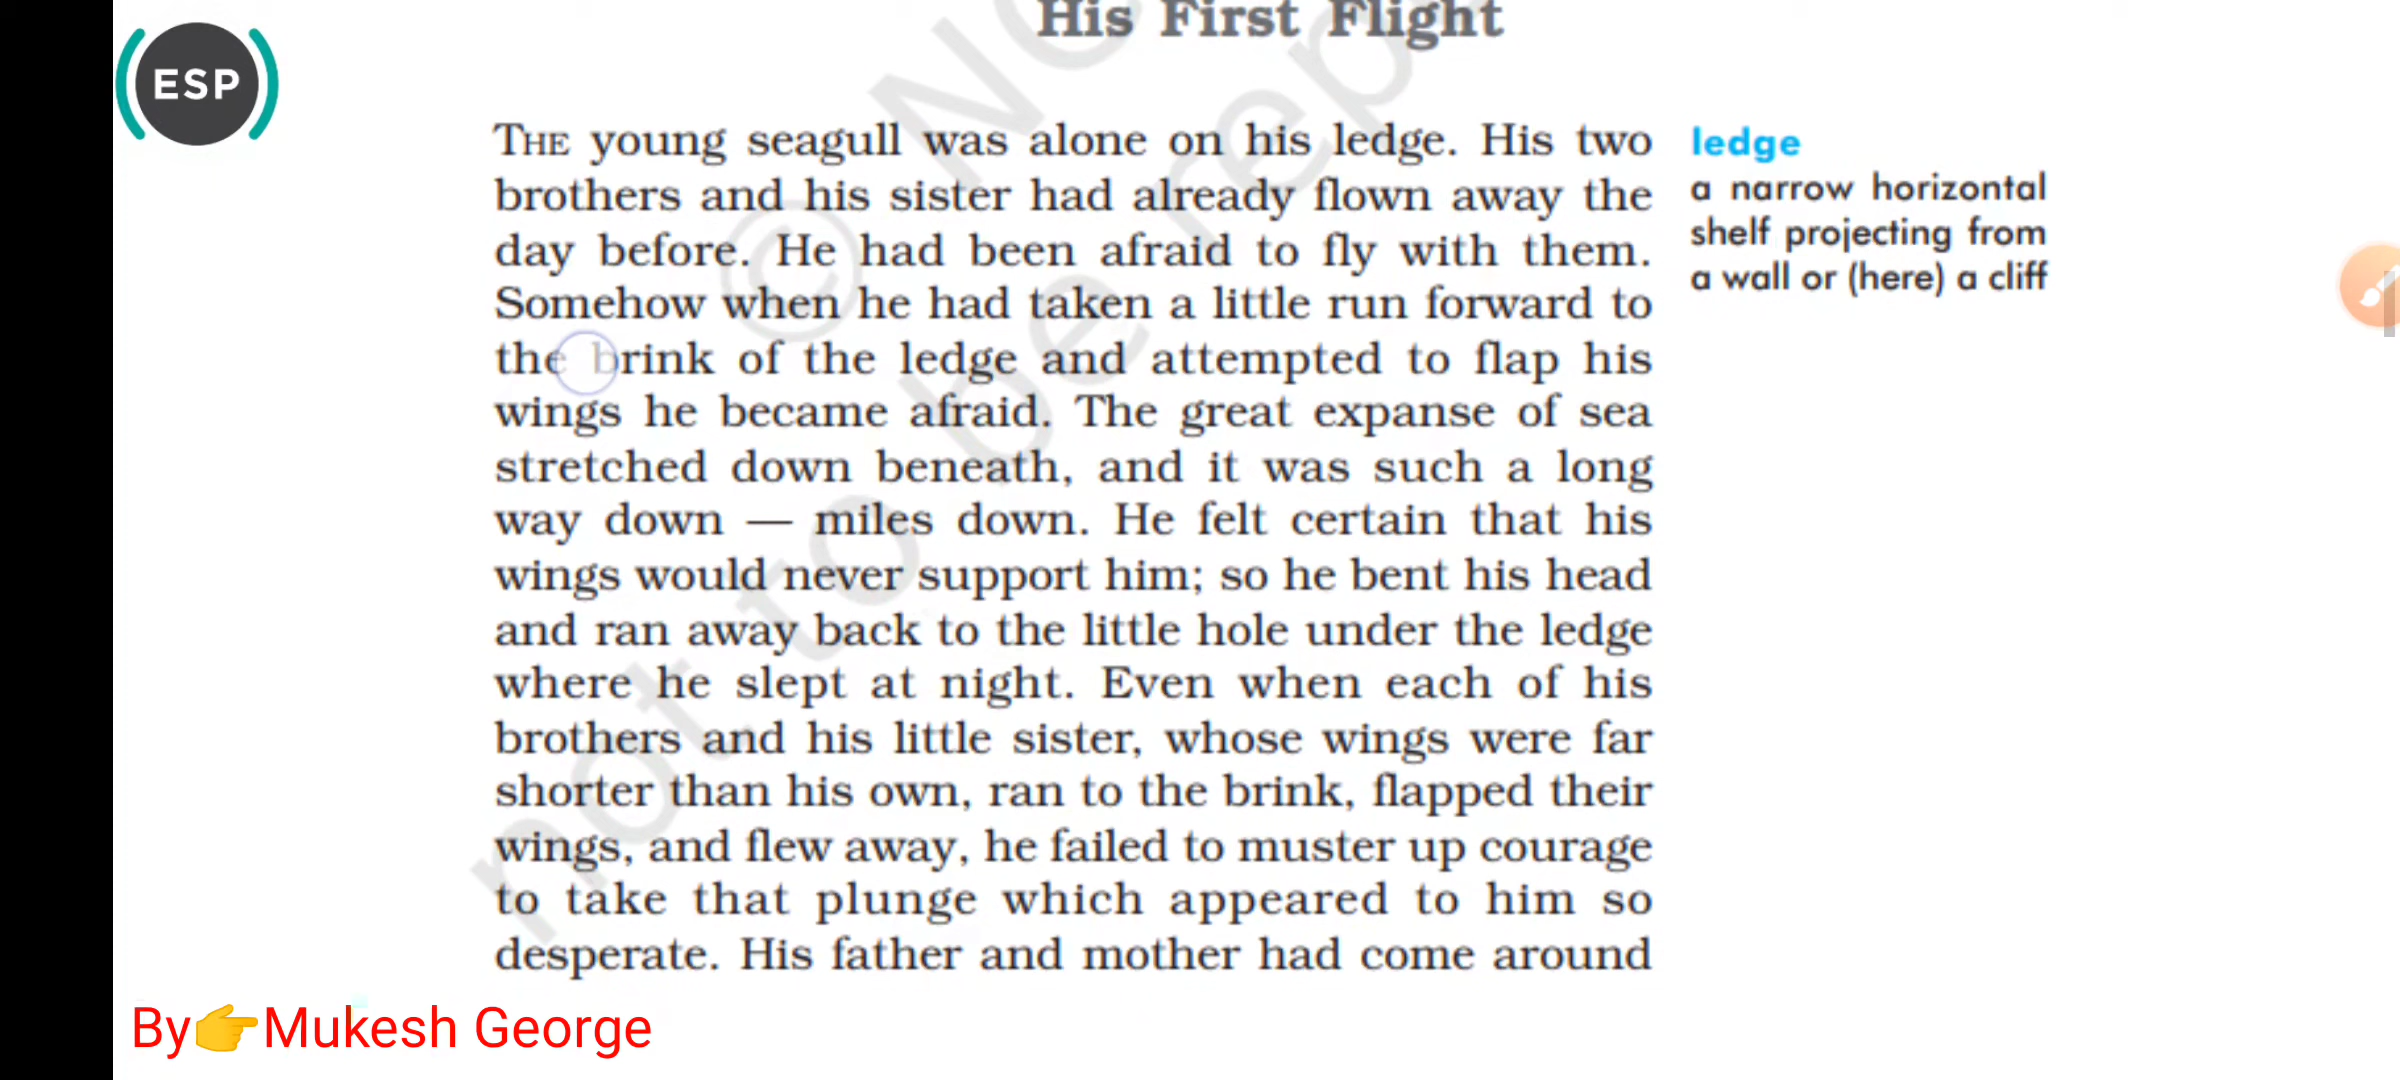 His First Flight
ESP
THE young seagull was alone on his ledge. His two
brothers and his sister had already flown away the
day before. He had been afraid to fly with them.
Somehow when he had taken a little run forward to
the brink of the ledge and attempted to flap his
wings he became afraid. The great expanse of sea
stretched down beneath, and it was such a long
way down — miles down. He felt certain that his
wings would never support him; so he bent his head
and ran away back to the little hole under the ledge
where he slept at night. Even when each of his
brothers and his little sister, whose wings were far
shorter than his own, ran to the brink, flapped their
wings, and flew away, he failed to muster up courage
to take that plunge which appeared to him so
desperate. His father and mother had come around
ledge
a narrow horizontal
shelf projecting from
a wall or (here) a cliff
©
not to be
By👉Mukesh George